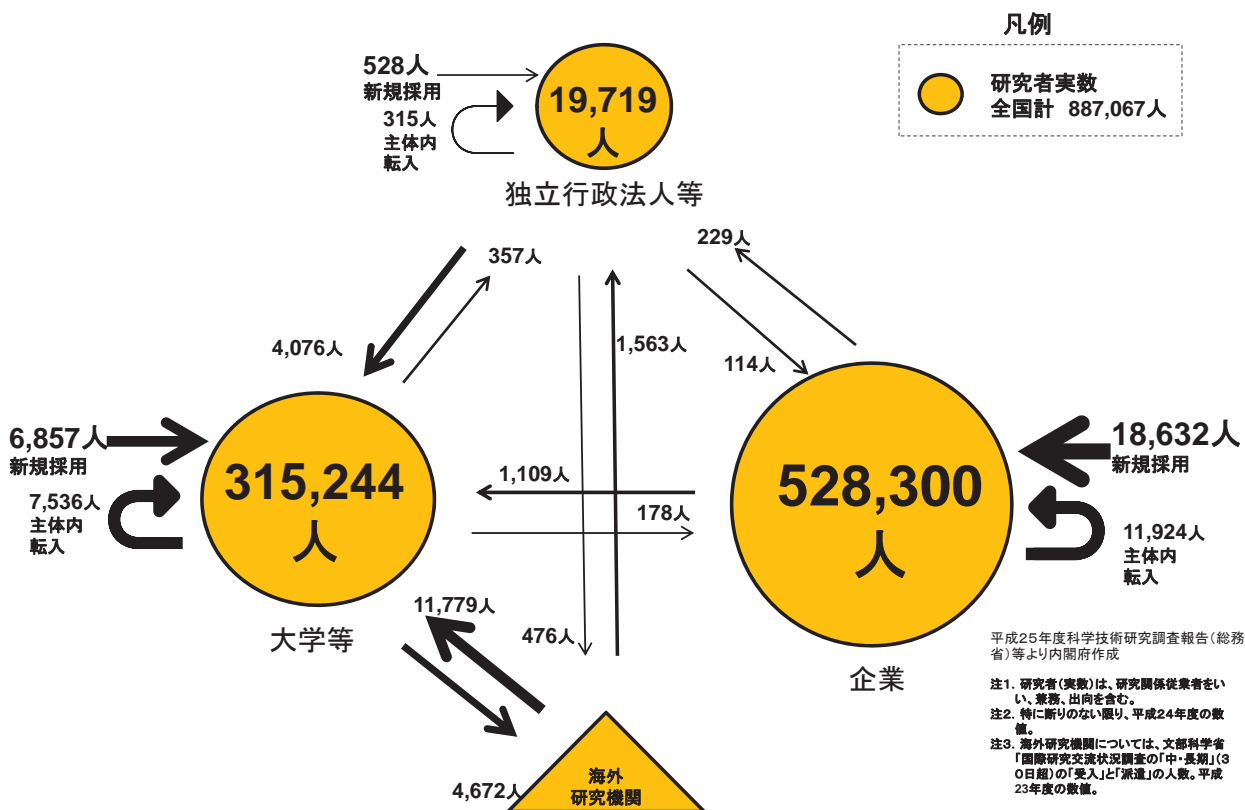 凡例
研究者実数
全国計 887,067人
528人
新規採用
315人
主体内
転入
19,719
人
独立行政法人等
357人
229人
4,076人
1,563人
114人
6,857人
新規採用
7,536人
主体内
転入
315,244
人
大学等
1,109人
178人
528,300
人
企業
18,632人
新規採用
11,924人
主体内
転入
11,779人
476人
4,672人
海外
研究機関
平成25年度科学技術研究調査報告(総務
省)等より内閣府作成
注1. 研究者(実数)は、研究関係従業者をい
い、兼務、出向を含む。
注2. 特に断りのない限り、平成24年度の数
値。
注3. 海外研究機関については、文部科学省
「国際研究交流状況調査の「中・長期」(3
0日超)の「受入」と「派遣」の人数。平成
23年度の数値。